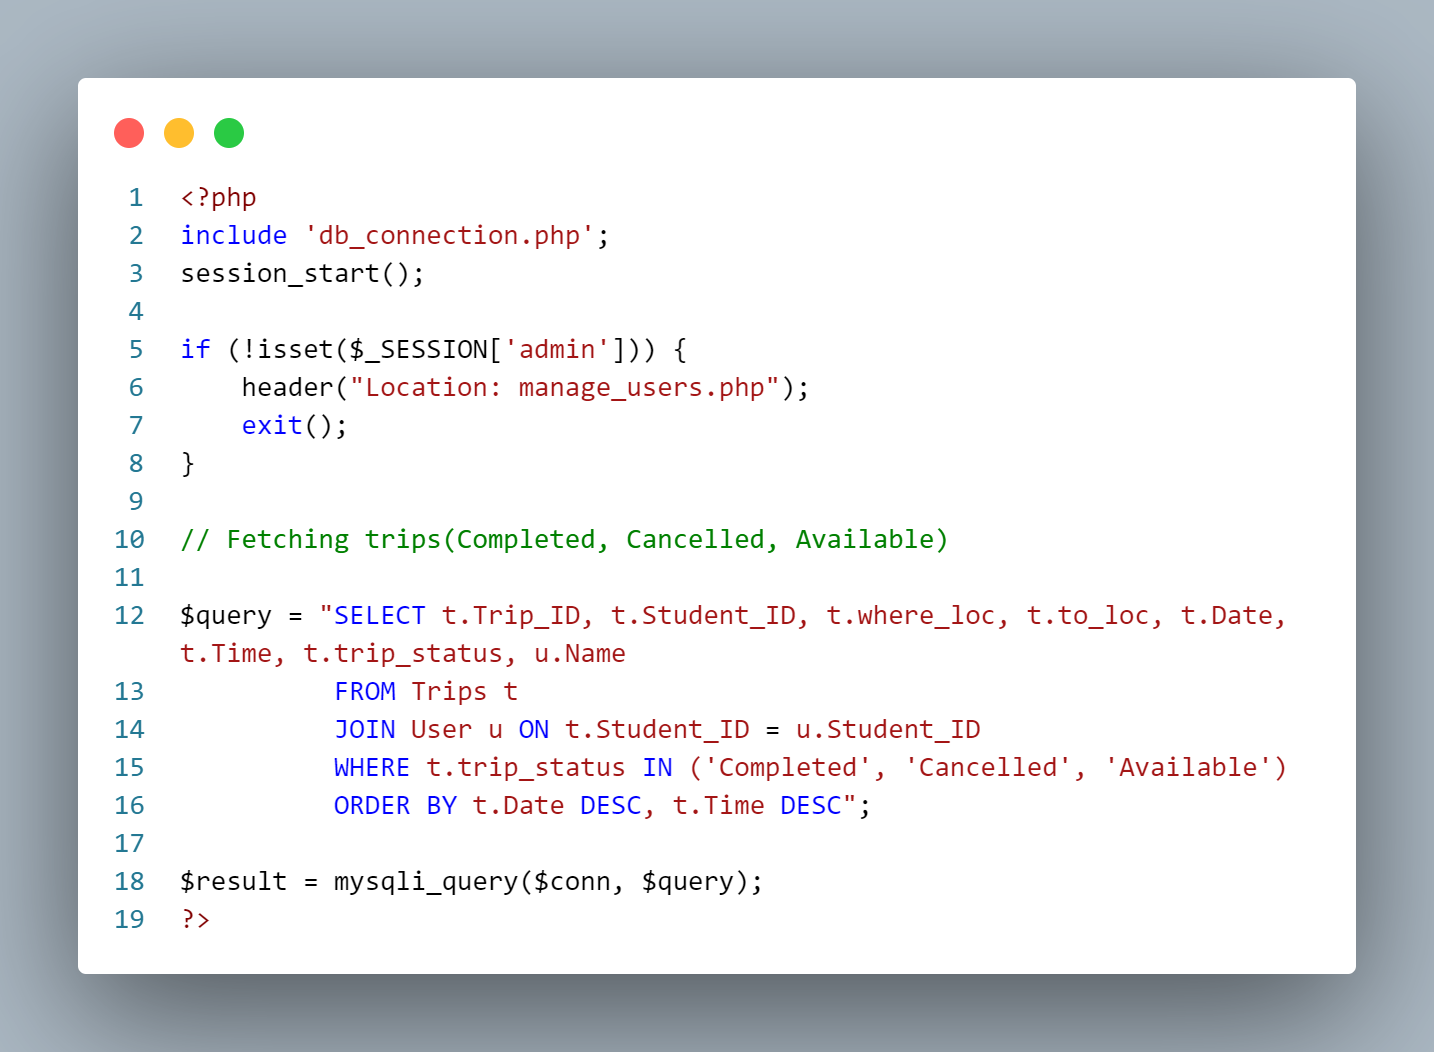 1 <?php
2 include 'db_connection.php';
3 session_start();
4
5 if (!isset($_SESSION['admin'])) {
6     header("Location: manage_users.php");
7     exit();
8 }
9
10 // Fetching trips(Completed, Cancelled, Available)
11
12 $query = "SELECT t.Trip_ID, t.Student_ID, t.where_loc, t.to_loc, t.Date,
t.Time, t.trip_status, u.Name
13           FROM Trips t
14           JOIN User u ON t.Student_ID = u.Student_ID
15           WHERE t.trip_status IN ('Completed', 'Cancelled', 'Available')
16           ORDER BY t.Date DESC, t.Time DESC";
17
18 $result = mysqli_query($conn, $query);
19 ?>